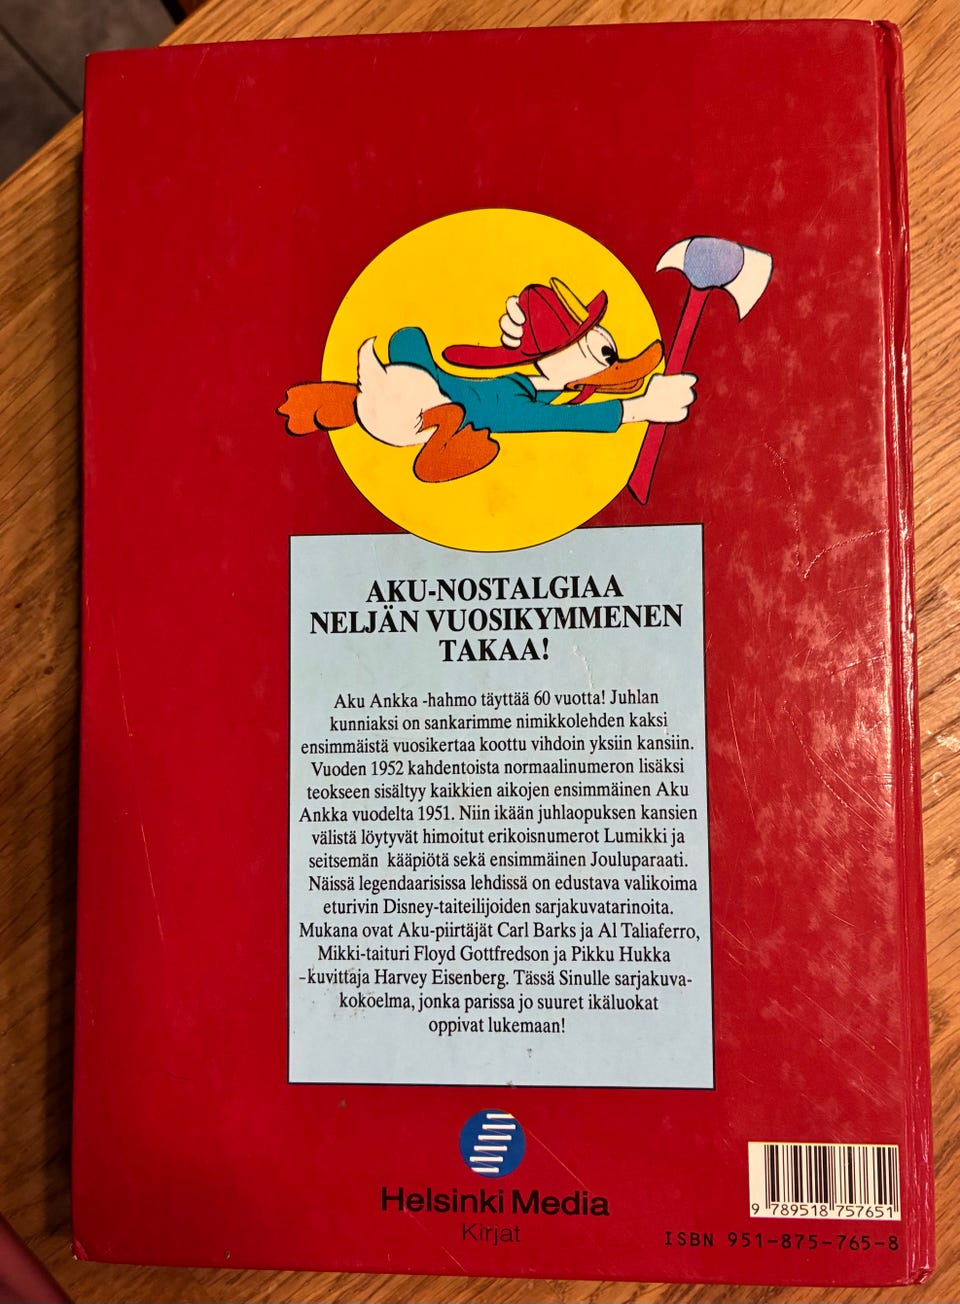 AKU-NOSTALGIAA
NELJÄN VUOSIKYMMENEN
TAKAA!
Aku Ankka -hahmo täyttää 60 vuotta! Juhlan
kunniaksi on sankarimme nimikkolehden kaksi
ensimmäistä vuosikertaa koottu vihdoin yksiin kansiin.
Vuoden 1952 kahdentoista normaalinumeron lisäksi
teokseen sisältyy kaikkien aikojen ensimmäinen Aku
Ankka vuodelta 1951. Niin ikään juhlaopuksen kansien
välistä löytyvät himoitut erikoisnumerot Lumikki ja
seitsemän kääpiötä sekä ensimmäinen Jouluparaati.
Näissä legendaarisissa lehdissä on edustava valikoima
eturivin Disney-taiteilijoiden sarjakuvatarinoita.
Mukana ovat Aku-piirtäjät Carl Barks ja Al Taliaferro,
Mikki-taituri Floyd Gottfredson ja Pikku Hukka
-kuvittaja Harvey Eisenberg. Tässä Sinulle sarjakuva-
kokoelma, jonka parissa jo suuret ikäluokat
oppivat lukemaan!
Helsinki Media
Kirjat
9 789518 757651
ISBN 951-875-765-8